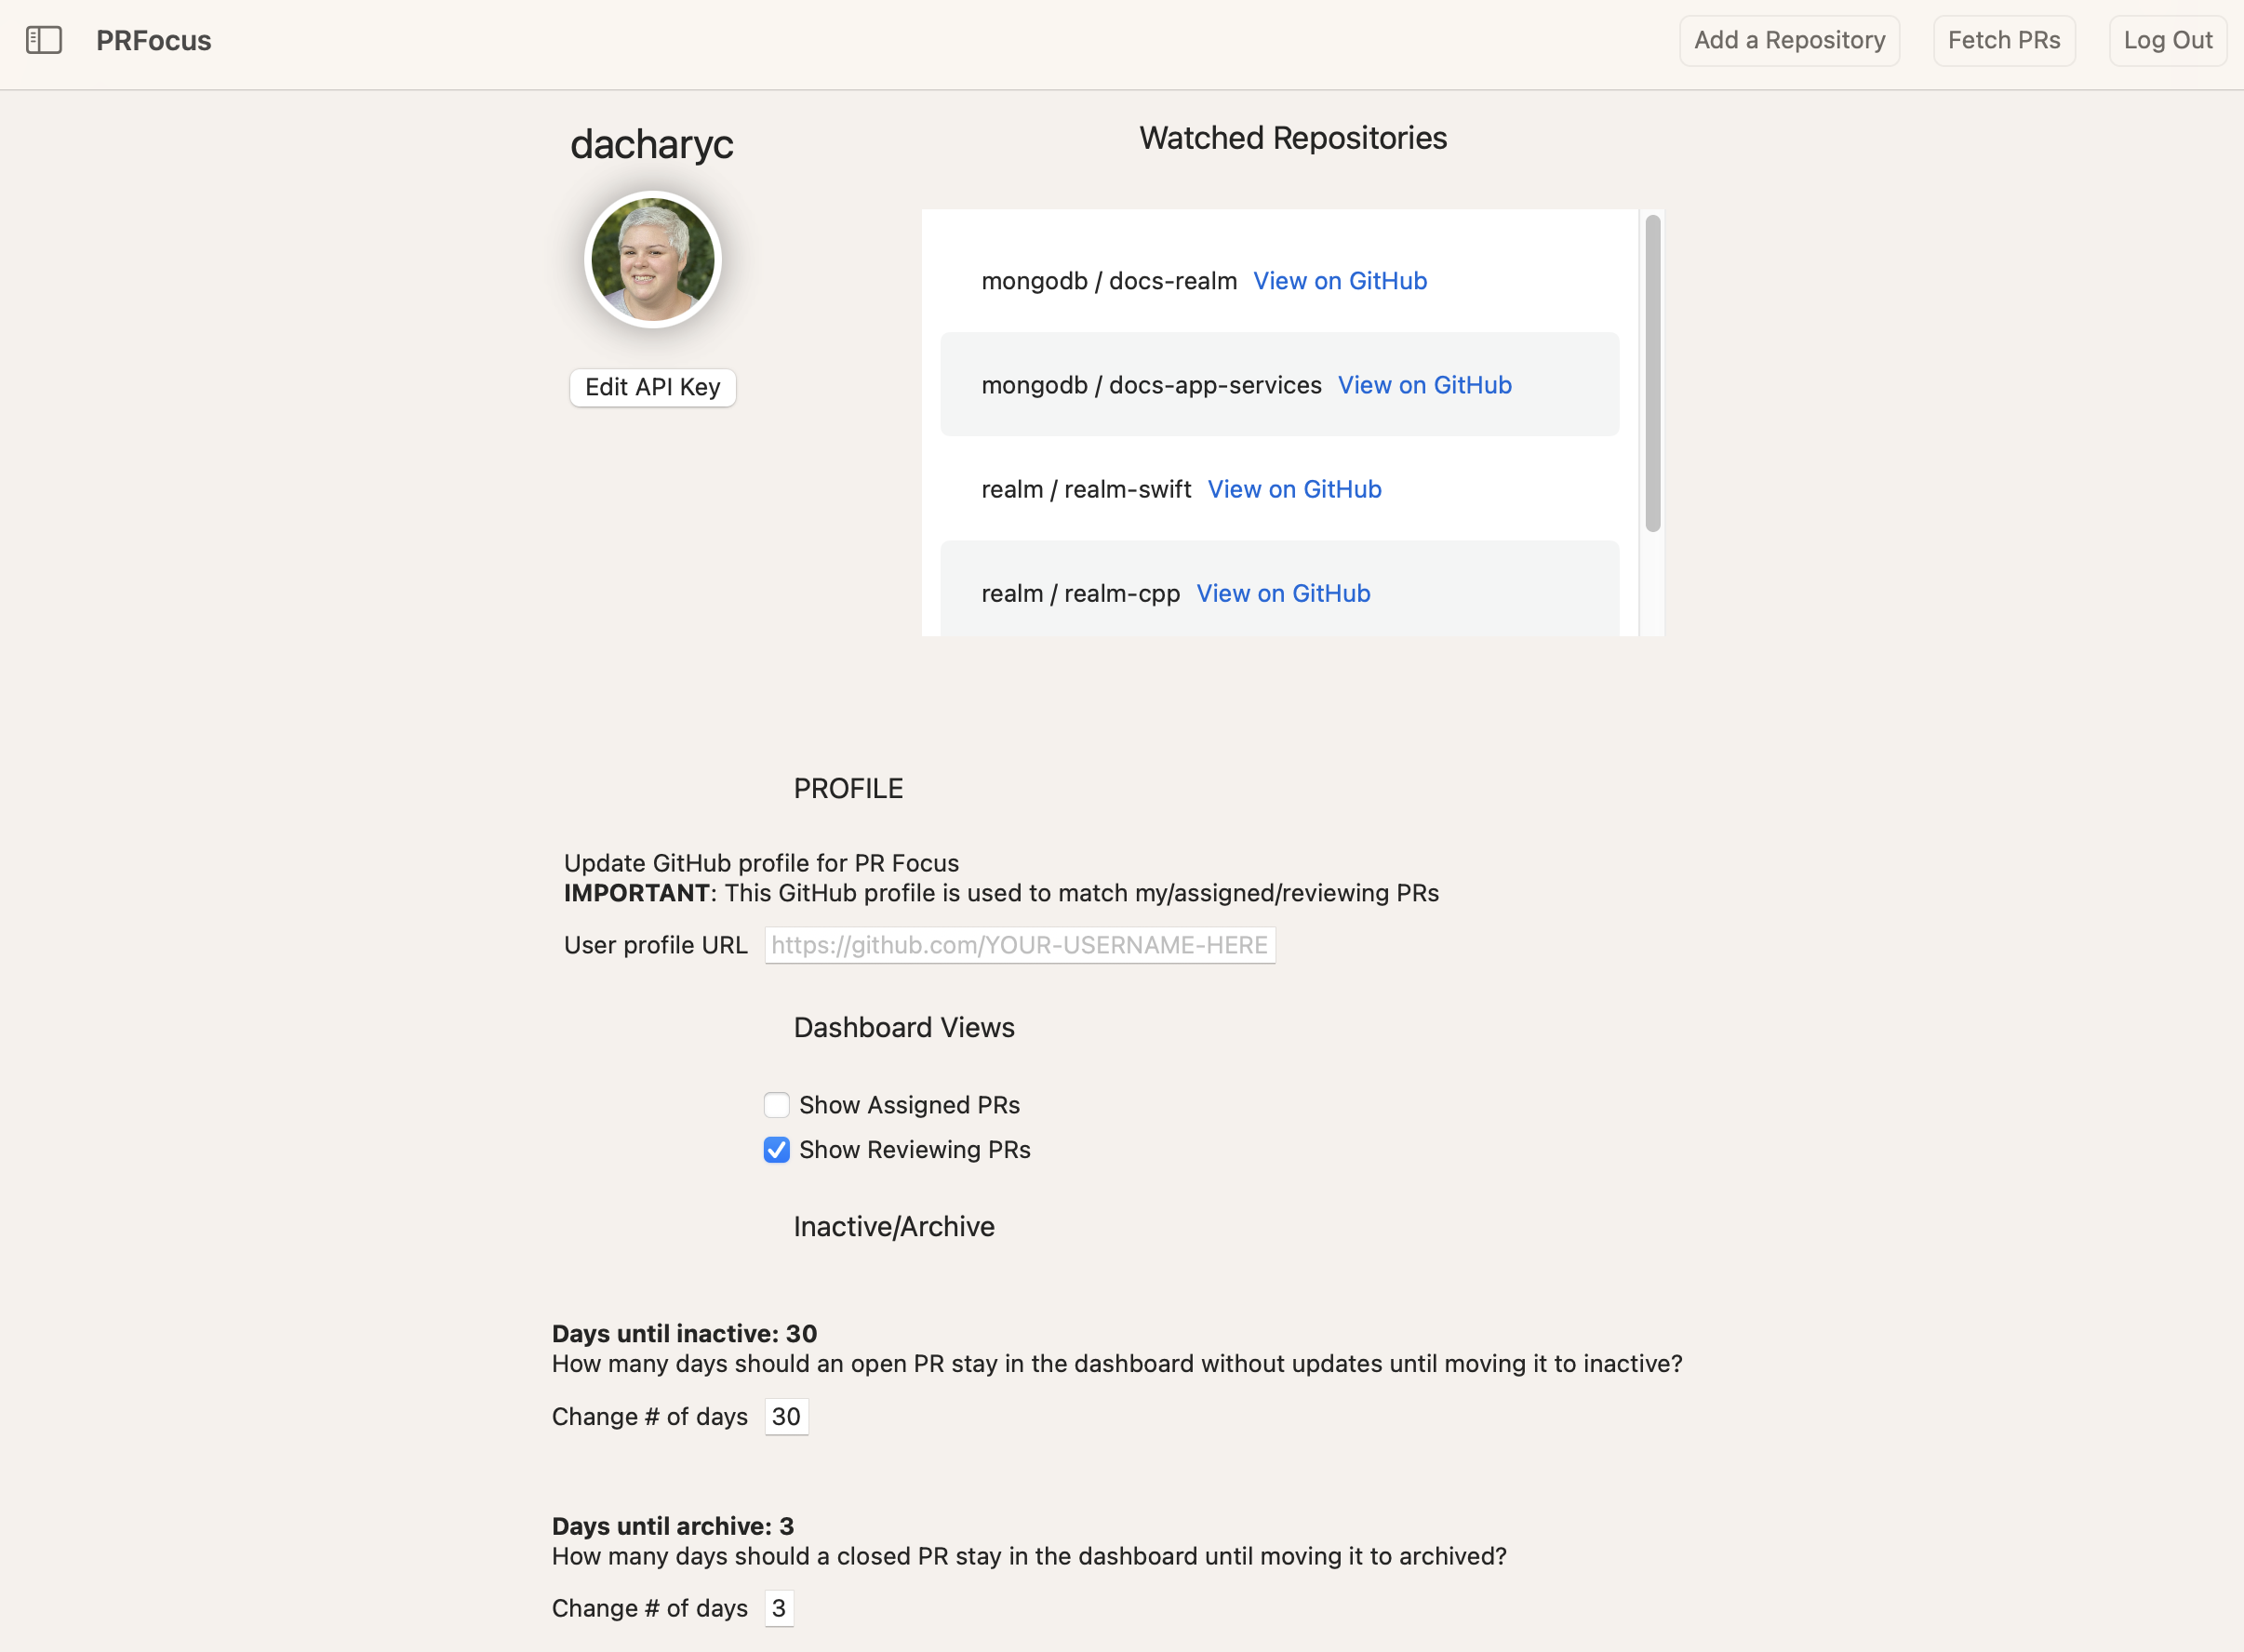 PRFocus
Add a Repository
Fetch PRs
Log Out
dacharyc
Edit API Key
Watched Repositories
mongodb / docs-realm View on GitHub
mongodb / docs-app-services View on GitHub
realm / realm-swift View on GitHub
realm / realm-cpp View on GitHub
PROFILE
Update GitHub profile for PR Focus
IMPORTANT: This GitHub profile is used to match my/assigned/reviewing PRs
User profile URL https://github.com/YOUR-USERNAME-HERE
Dashboard Views
Show Assigned PRs
Show Reviewing PRs
Inactive/Archive
Days until inactive: 30
How many days should an open PR stay in the dashboard without updates until moving it to inactive?
Change # of days 30
Days until archive: 3
How many days should a closed PR stay in the dashboard until moving it to archived?
Change # of days 3